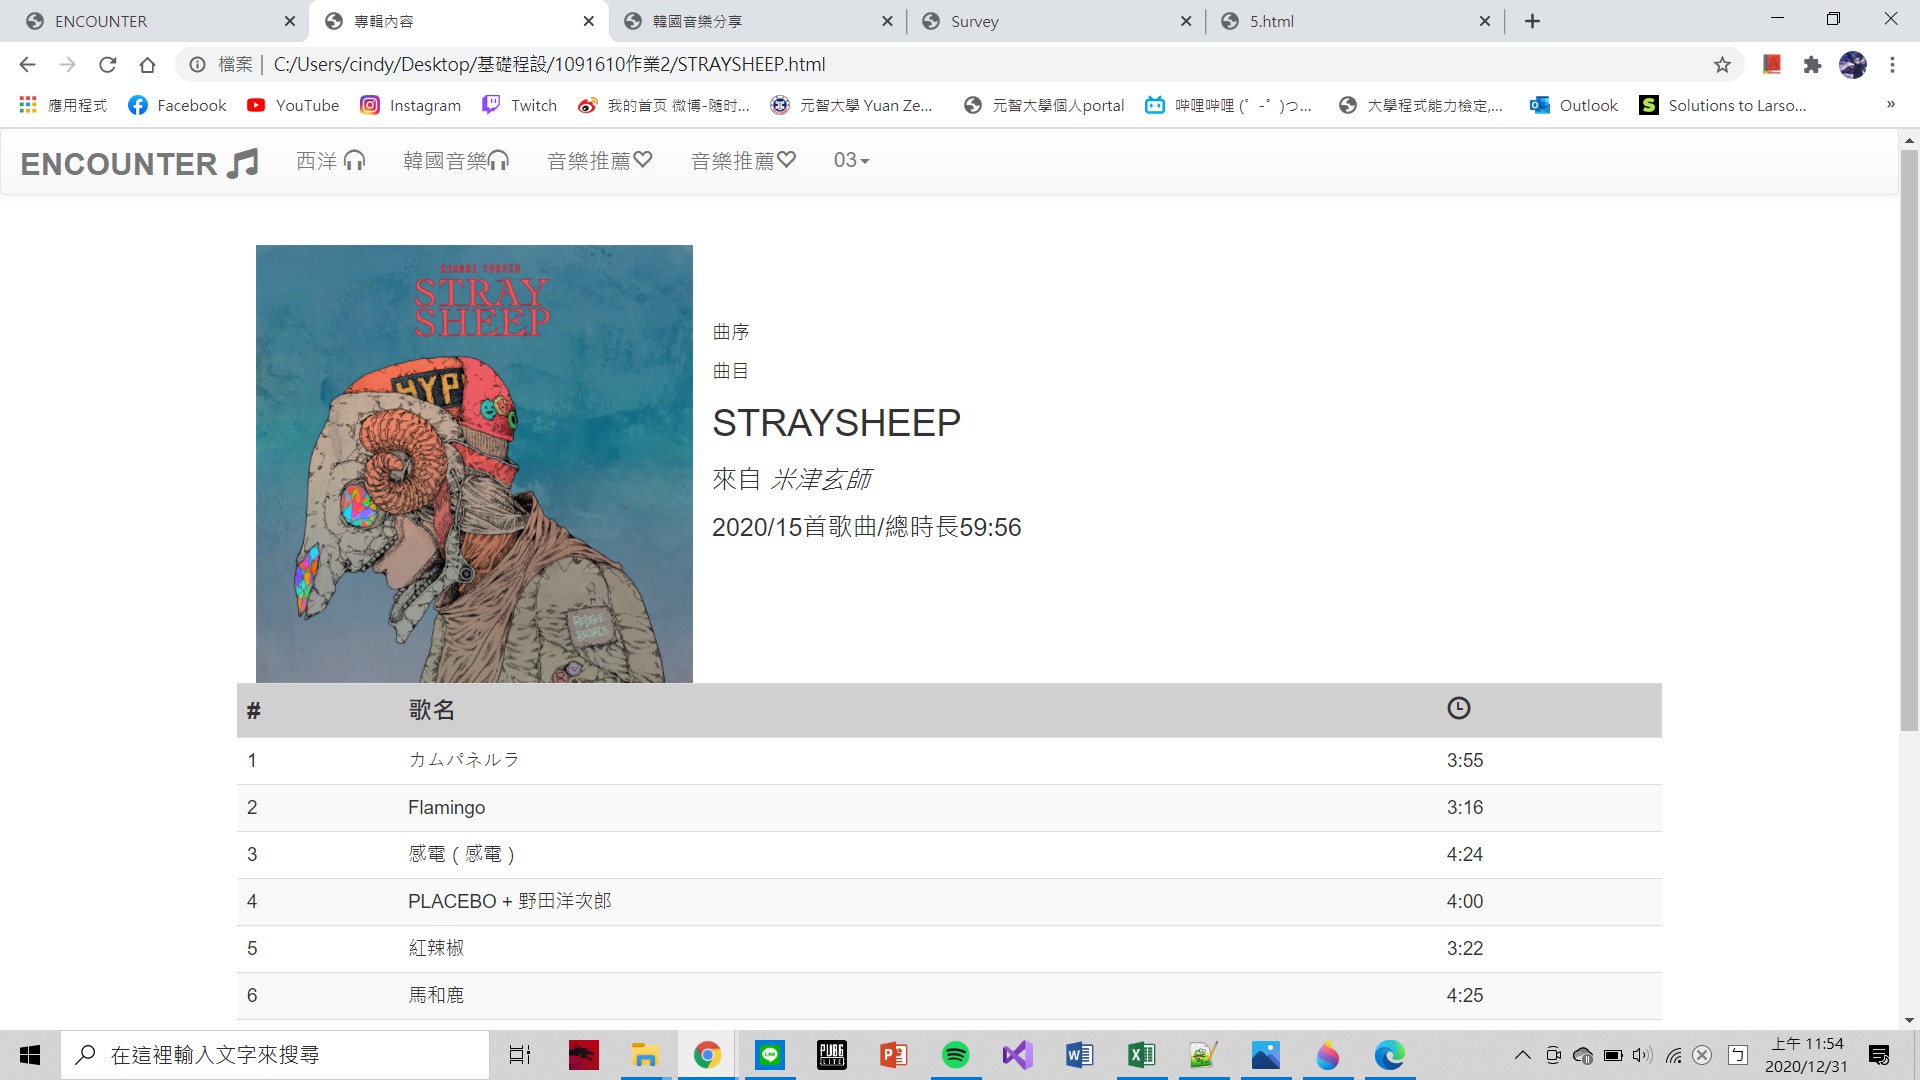 ENCOUNTER
專輯內容
韓國音樂分享
Survey
5.html
檔案
C:/Users/cindy/Desktop/基礎程設/1091610作業2/STRAYSHEEP.html
應用程式
Facebook
YouTube
Instagram
Twitch
我的首页 微博-随时...
元智大學 Yuan Ze...
元智大學個人portal
哔哩哔哩 (゜-゜)つ...
大學程式能力檢定,...
Outlook
Solutions to Larso...
»
ENCOUNTER
西洋
韓國音樂
音樂推薦
音樂推薦
03
STRAY
SHEEP
HYP
REISSUE
RECORDS
曲序
曲目
STRAYSHEEP
來自 米津玄師
2020/15首歌曲/總時長59:56
# 歌名
1 カムパネルラ 3:55
2 Flamingo 3:16
3 感電 ( 感電 ) 4:24
4 PLACEBO + 野田洋次郎 4:00
5 紅辣椒 3:22
6 馬和鹿 4:25
在這裡輸入文字來搜尋
LINE
PUBG
LITE
上午 11:54
2020/12/31